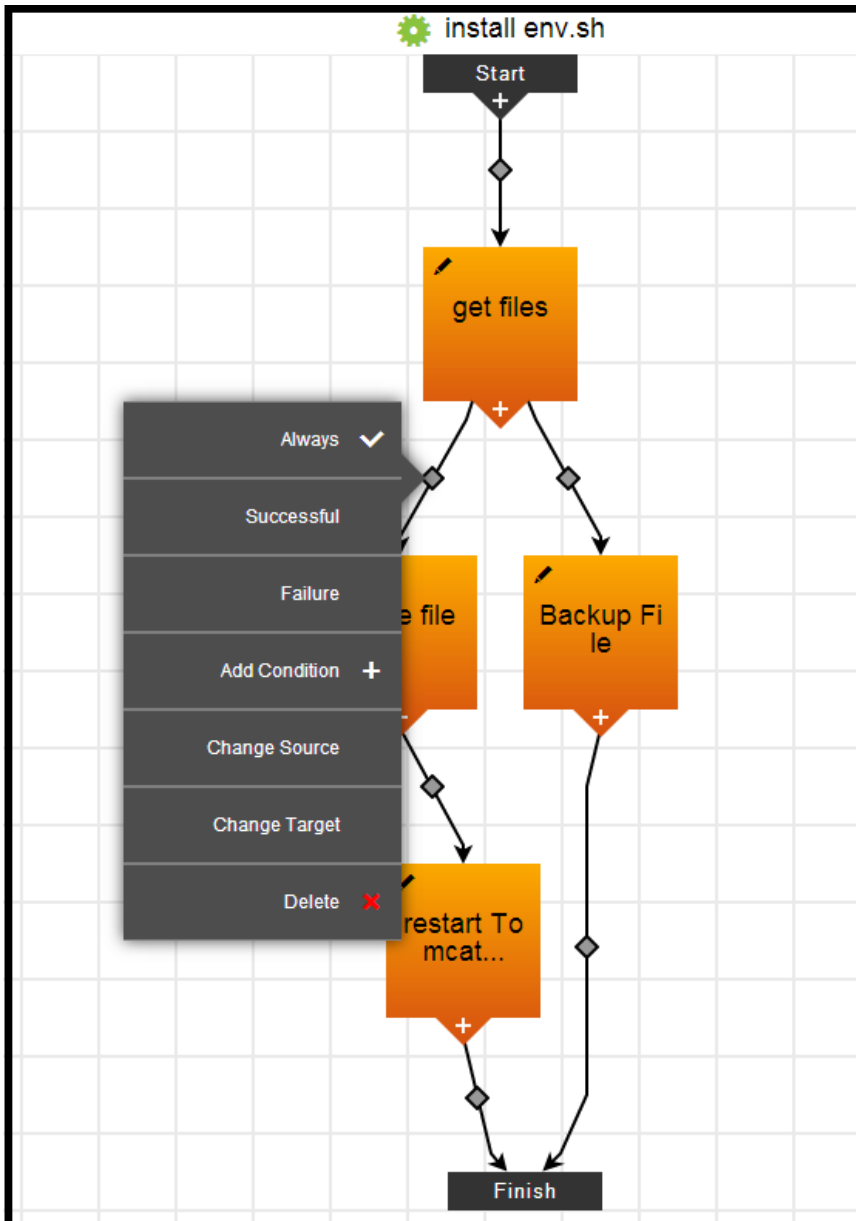 install env.sh
Start
get files
Always
Successful
Failure
Add Condition
Change Source
Change Target
Delete
file
Backup Fi
le
restart To
mcat...
Finish